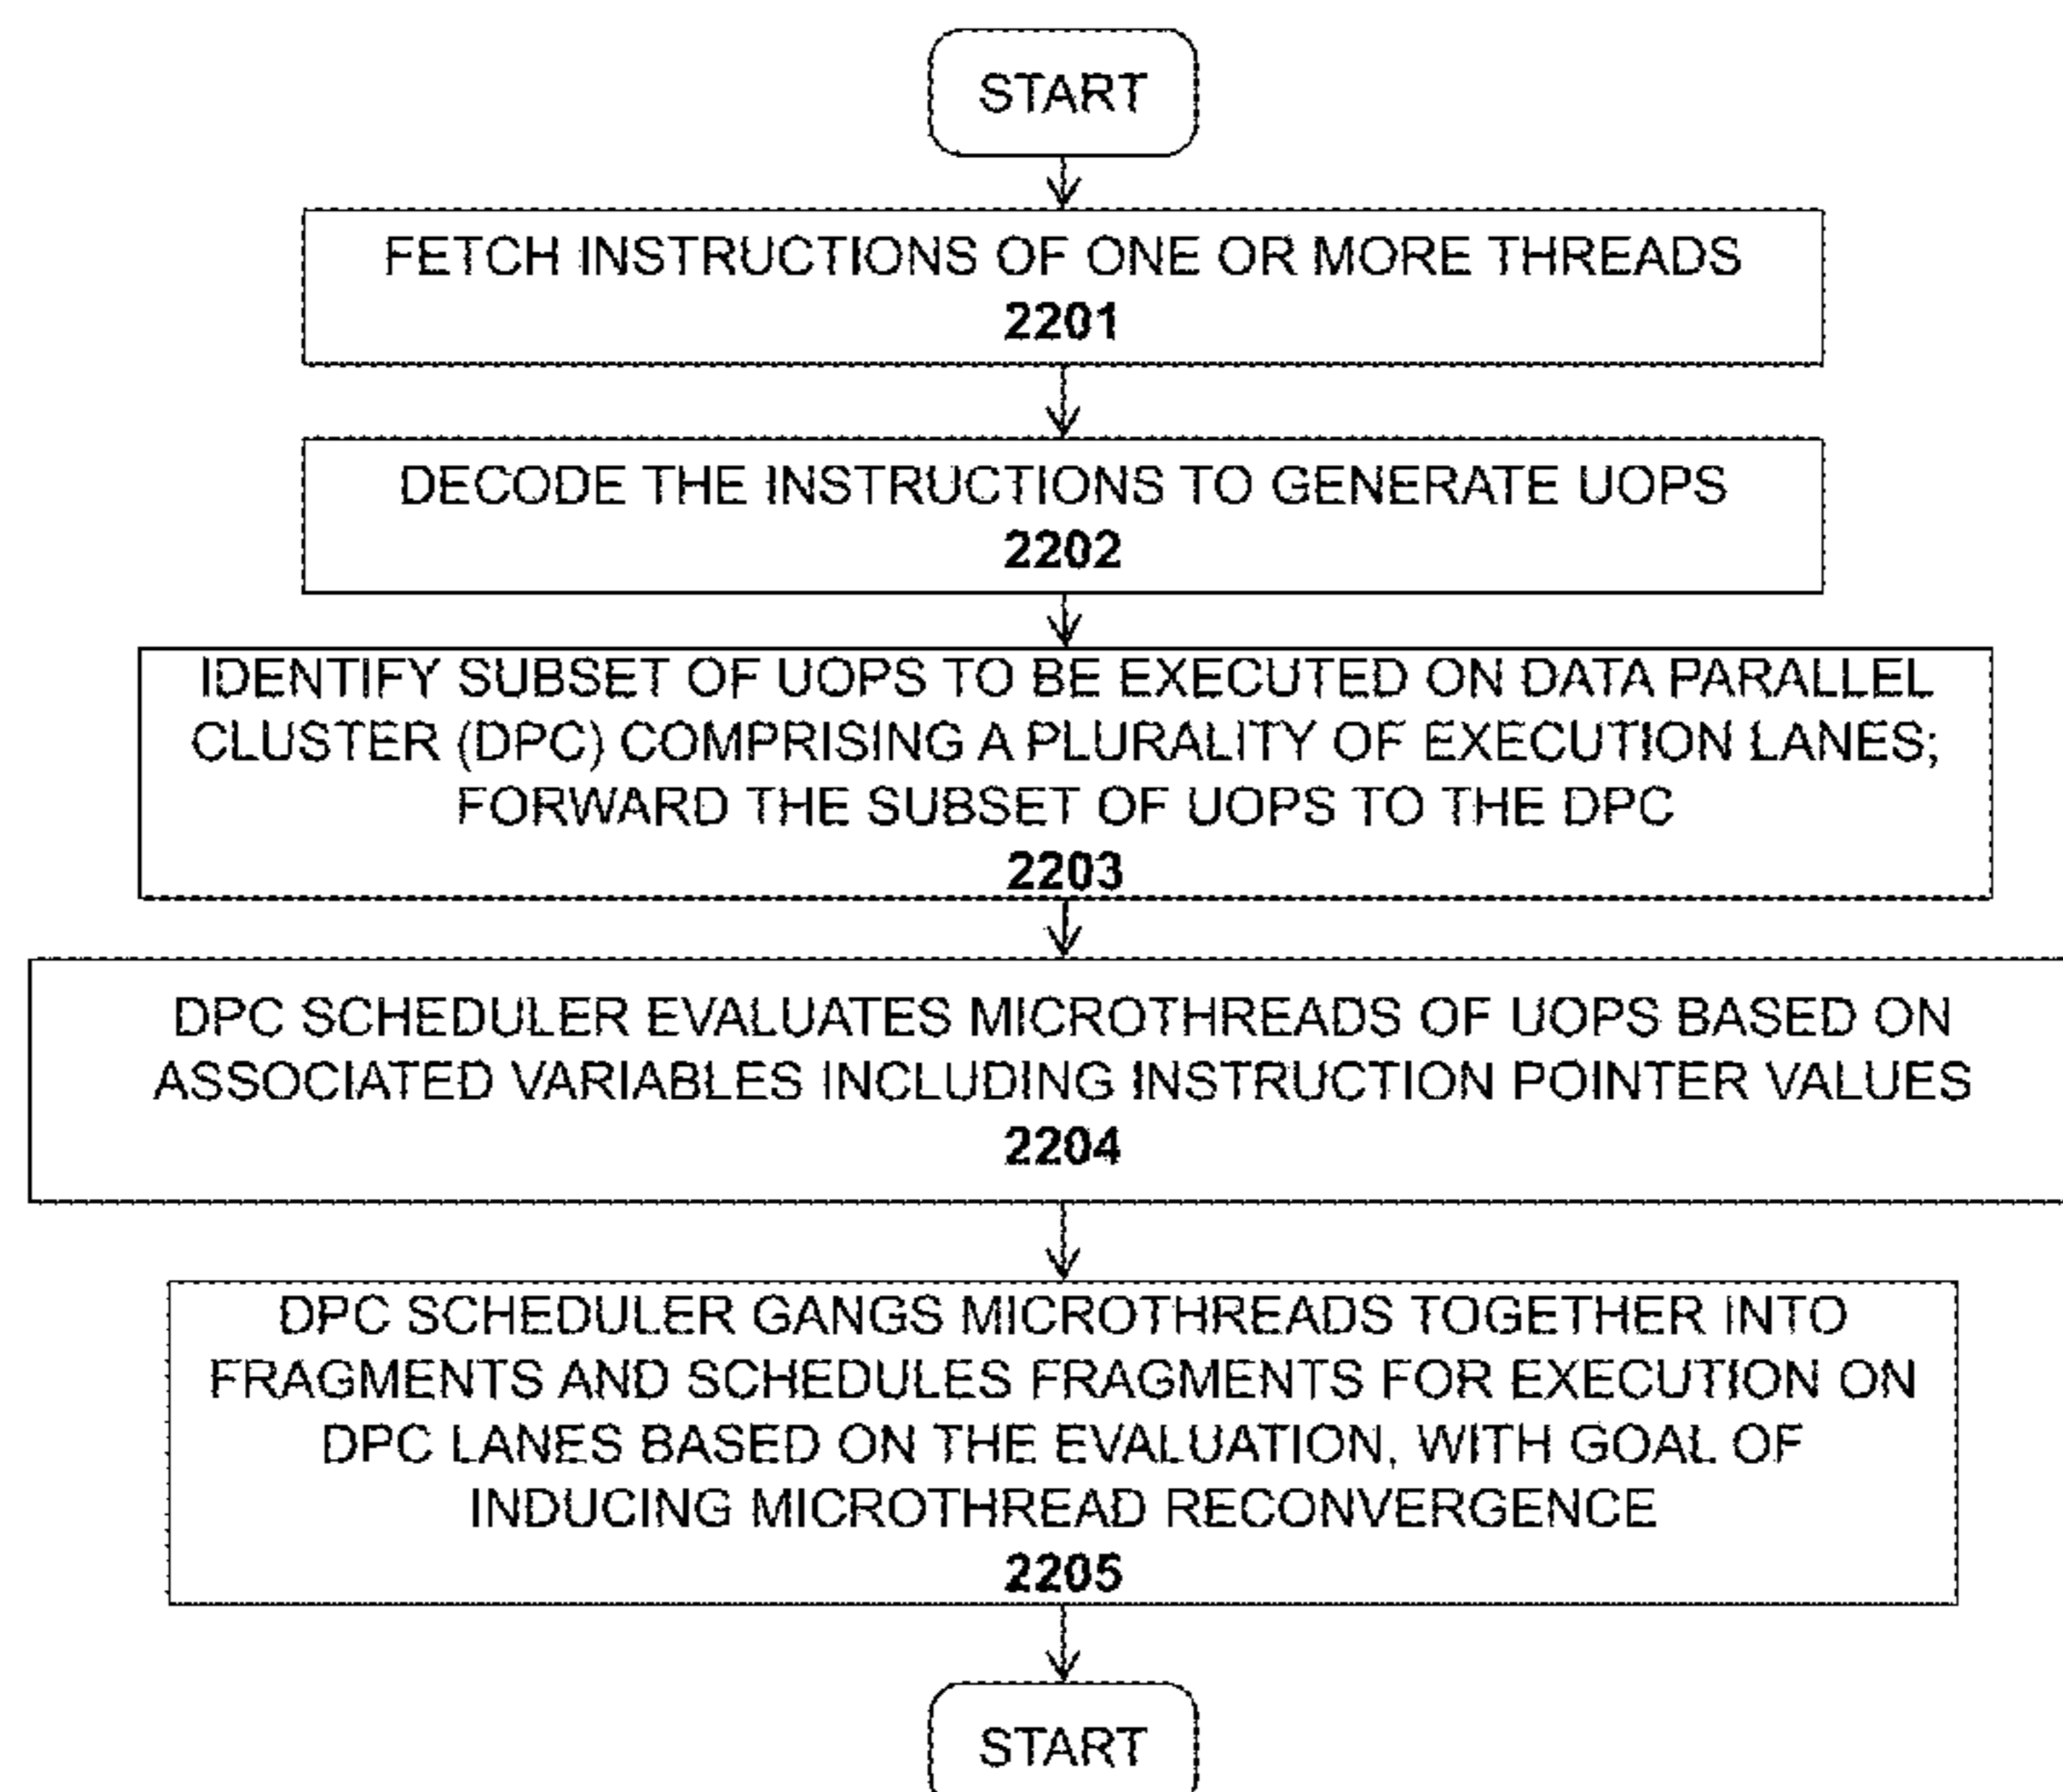 START
FETCH INSTRUCTIONS OF ONE OR MORE THREADS
2201
DECODE THE INSTRUCTIONS TO GENERATE UOPS
2202
IDENTIFY SUBSET OF UOPS TO BE EXECUTED ON DATA PARALLEL
CLUSTER (DPC) COMPRISING A PLURALITY OF EXECUTION LANES;
FORWARD THE SUBSET OF UOPS TO THE DPC
2203
DPC SCHEDULER EVALUATES MICROTHREADS OF UOPS BASED ON
ASSOCIATED VARIABLES INCLUDING INSTRUCTION POINTER VALUES
2204
DPC SCHEDULER GANGS MICROTHREADS TOGETHER INTO
FRAGMENTS AND SCHEDULES FRAGMENTS FOR EXECUTION ON
DPC LANES BASED ON THE EVALUATION, WITH GOAL OF
INDUCING MICROTHREAD RECONVERGENCE
2205
START